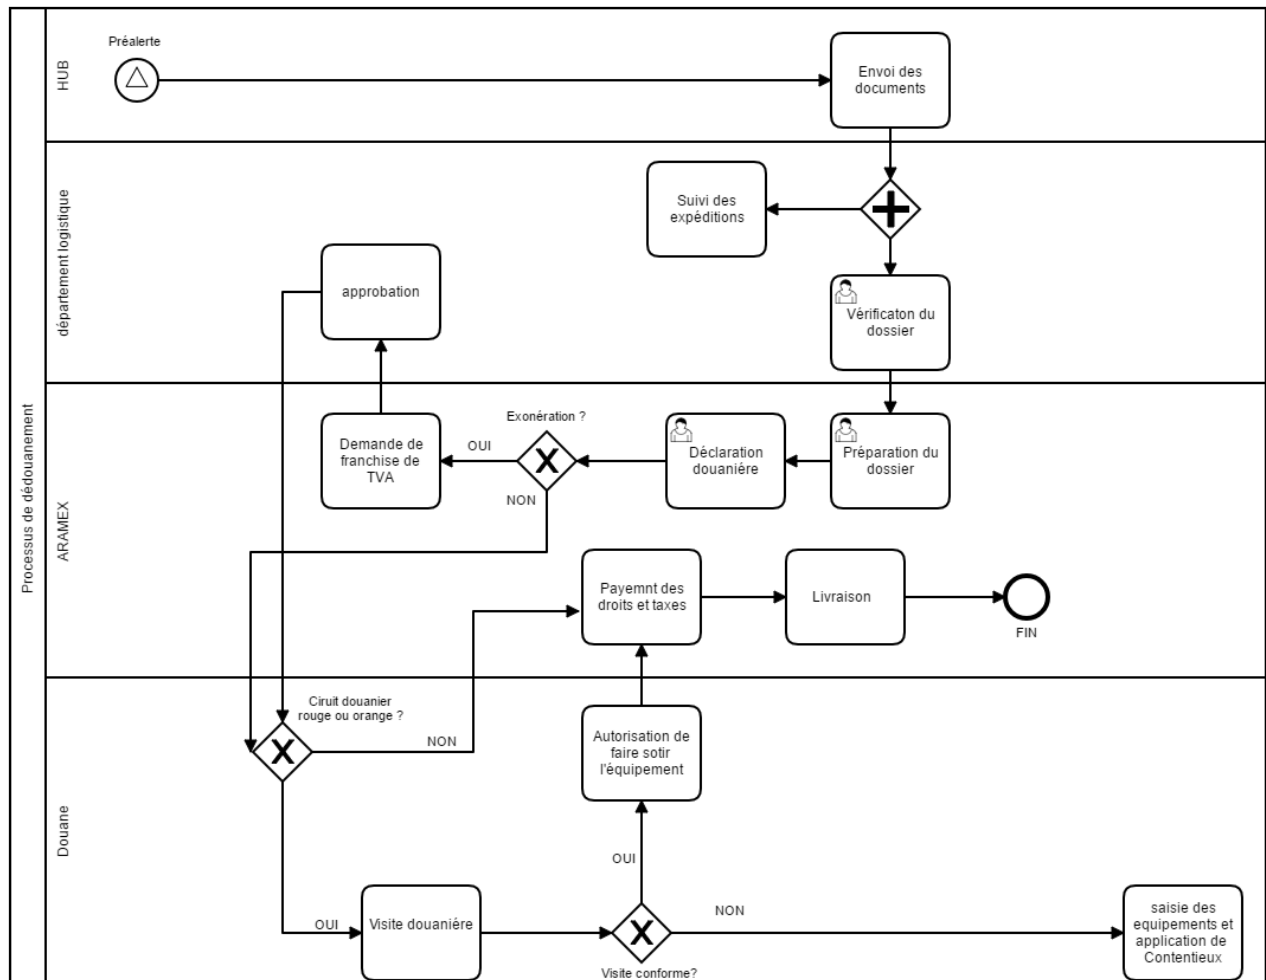 Processus de dédouanement
HUB
Préalerte
Envoi des
documents
département logistique
Suivi des
expéditions
approbation
Vérificaton du
dossier
ARAMEX
Exonération ?
OUI
NON
Demande de
franchise de
TVA
Déclaration
douanière
Préparation du
dossier
Payemnt des
droits et taxes
Livraison
FIN
Douane
Ciruit douanier
rouge ou orange ?
NON
Autorisation de
faire sotir
l'équipement
OUI
OUI
Visite douanière
NON
Visite conforme?
saisie des
equipements et
application de
Contentieux